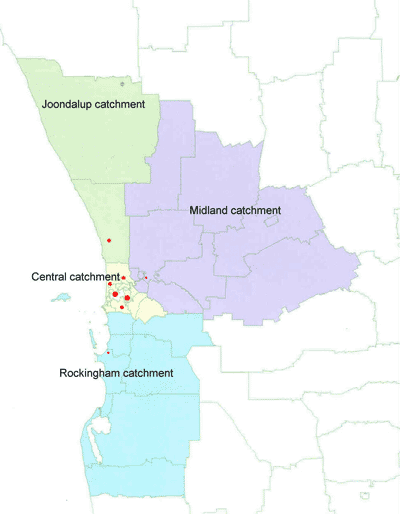 Joondalup catchment
Midland catchment
Central catchment
Rockingham catchment